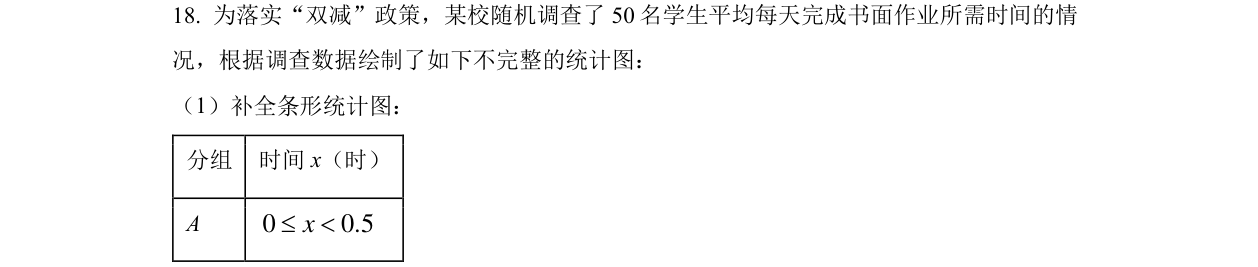 18. 为落实“双减”政策，某校随机调查了 50 名学生平均每天完成书面作业所需时间的情
况，根据调查数据绘制了如下不完整的统计图：
（1）补全条形统计图：
分组 时间 x（时）
A 0 ≤ x < 0.5